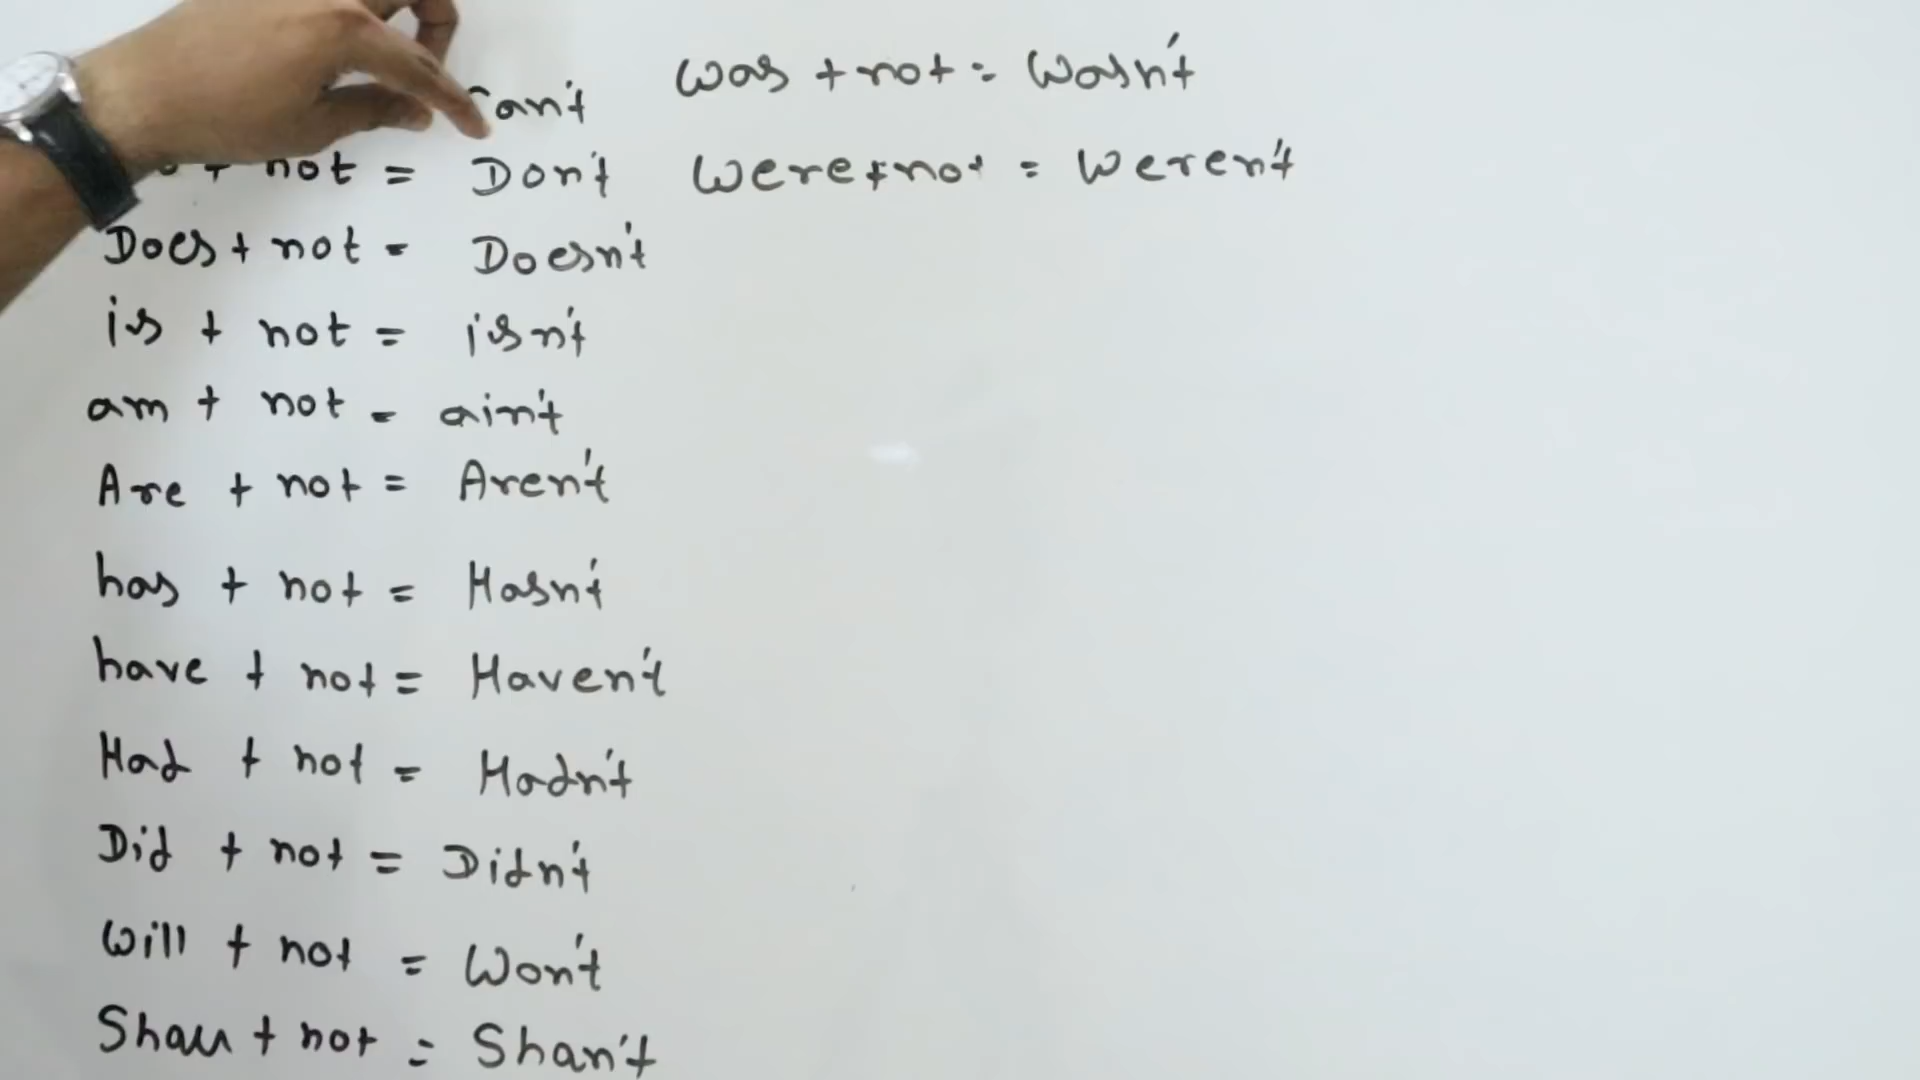 can't
not = Don't
Does + not = Doesn't
is + not = isn't
am + not = ain't
Are + not = Aren't
has + not = Hasn't
have + not = Haven't
Had + not = Hadn't
Did + not = Didn't
Will + not = Won't
Shall + not = Shan't
was + not = Wasn't
Were+not = Weren't